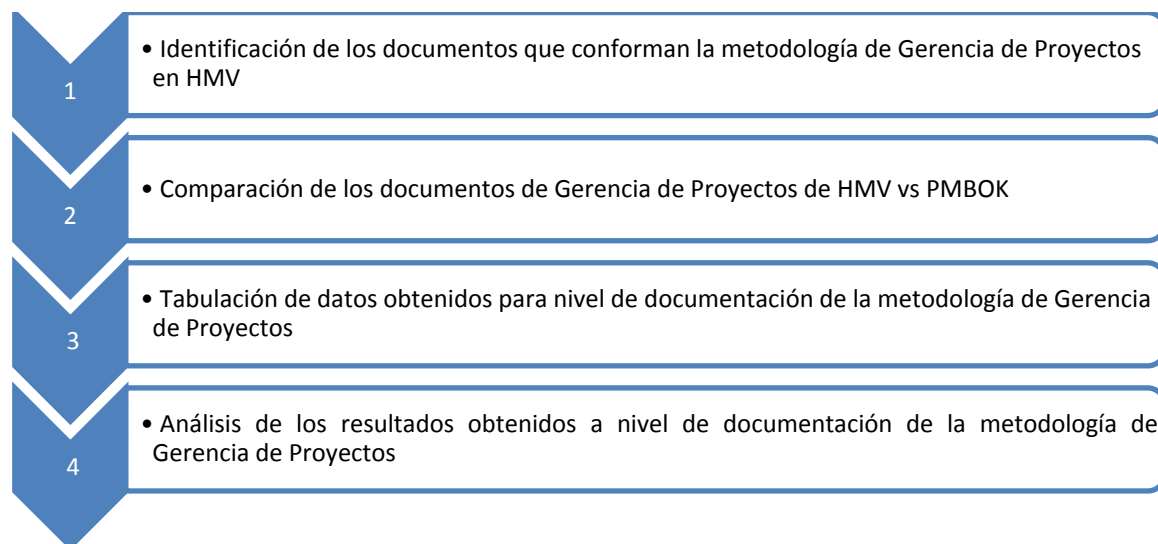 1
• Identificación de los documentos que conforman la metodología de Gerencia de Proyectos
en HMV
2
• Comparación de los documentos de Gerencia de Proyectos de HMV vs PMBOK
3
• Tabulación de datos obtenidos para nivel de documentación de la metodología de Gerencia
de Proyectos
4
• Análisis de los resultados obtenidos a nivel de documentación de la metodología de
Gerencia de Proyectos